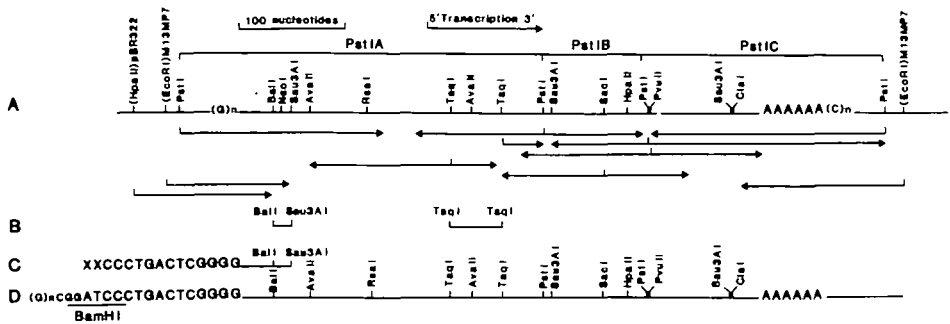 100 nucleotides
5'Transcription 3'
PstIA
PstIB
PstIC
(HpaII)pBR322
(EcoRI)M13MP7
PstI
BalI
NcoI
Sau3AI
AvaII
RsaI
TaqI
AvaII
TaqI
PstI
Sau3AI
SacI
HpaII
PstI
PvuII
Sau3AI
ClaI
PstI
(EcoRI)M13MP7
A
(G)n
AAAAAA(C)n
B
BalI Sau3AI
TaqI TaqI
C
XXCCCTGACTCGGGG
BalI
Sau3AI
BalI
AvaII
RsaI
TaqI
AvaII
TaqI
PstI
Sau3AI
SacI
HpaII
PstI
PvuII
Sau3AI
ClaI
D
(G)nCGGATCCCTGACTCGGGG
AAAAAA
BamHI